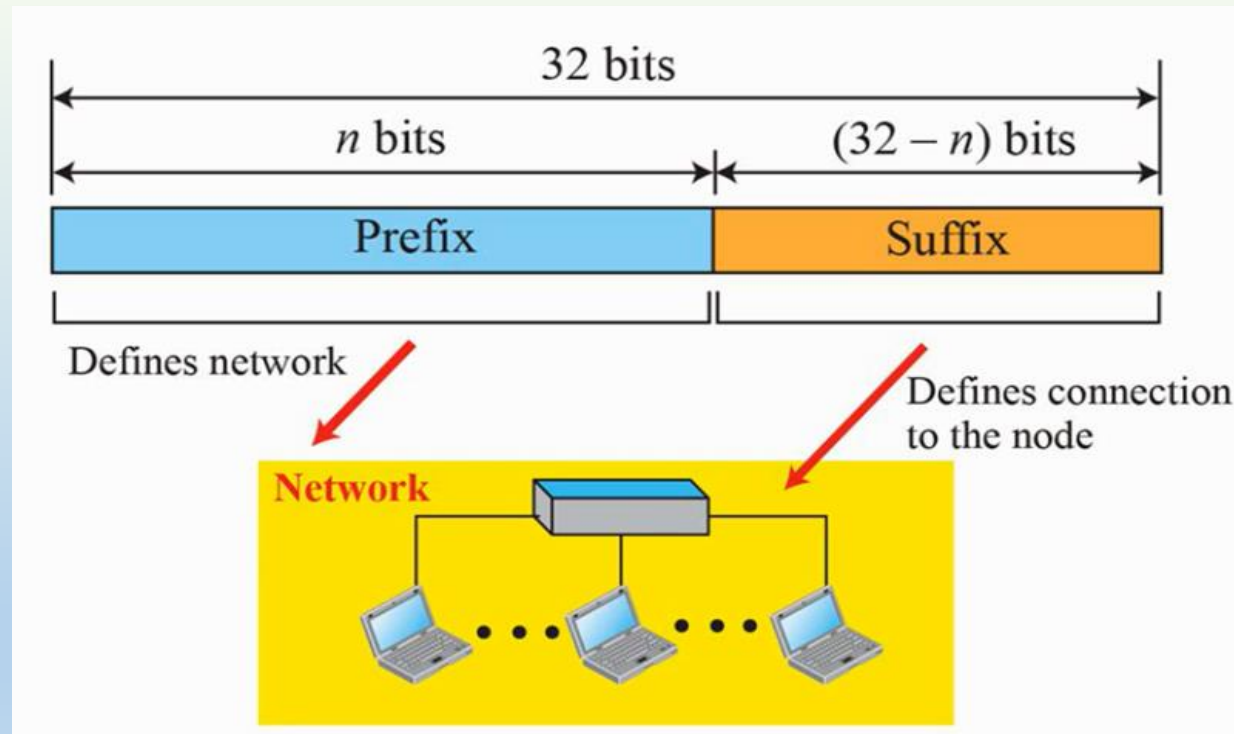 32 bits
n bits
(32 – n) bits
Prefix
Suffix
Defines network
Defines connection
to the node
Network